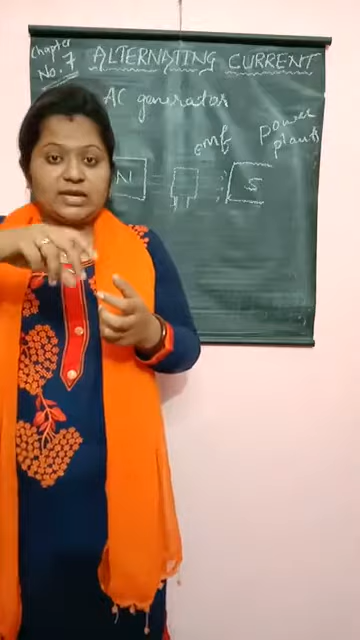 Chapter
No. 7
ALTERNATING CURRENT
AC generator
emf
power
plants
N
S